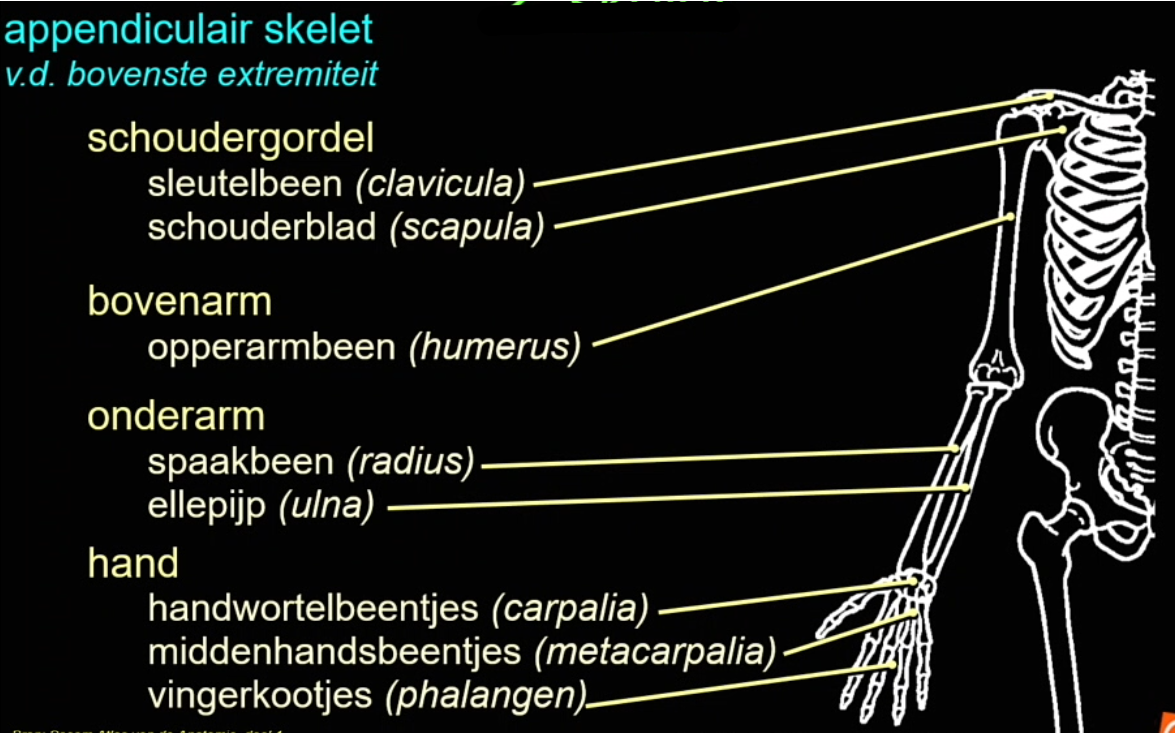 appendiculair skelet
v.d. bovenste extremiteit
schoudergordel
sleutelbeen (clavicula)
schouderblad (scapula)
bovenarm
opperarmbeen (humerus)
onderarm
spaakbeen (radius)
ellepijp (ulna)
hand
handwortelbeentjes (carpalia)
middenhandsbeentjes (metacarpalia)
vingerkootjes (phalangen)